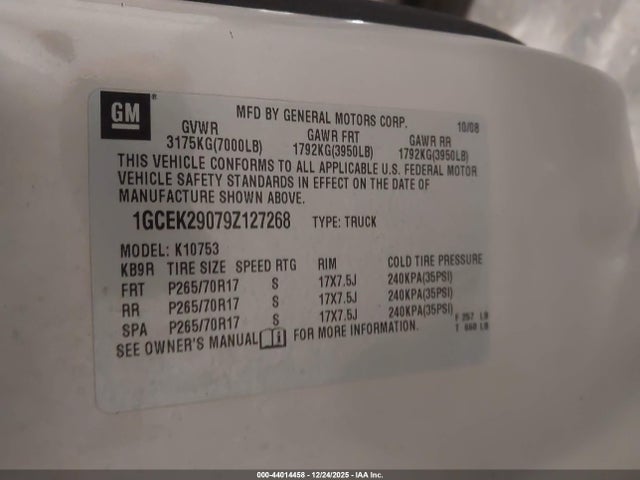 GM ®
MFD BY GENERAL MOTORS CORP. 10/08
GVWR GAWR FRT GAWR RR
3175KG(7000LB) 1792KG(3950LB) 1792KG(3950LB)
THIS VEHICLE CONFORMS TO ALL APPLICABLE U.S. FEDERAL MOTOR
VEHICLE SAFETY STANDARDS IN EFFECT ON THE DATE OF
MANUFACTURE SHOWN ABOVE.
1GCEK29079Z127268 TYPE: TRUCK
MODEL: K10753
KB9R TIRE SIZE SPEED RTG RIM COLD TIRE PRESSURE
FRT P265/70R17 S 17X7.5J 240KPA(35PSI)
RR P265/70R17 S 17X7.5J 240KPA(35PSI)
SPA P265/70R17 S 17X7.5J 240KPA(35PSI)
F 257 LB
T 660 LB
SEE OWNER'S MANUAL FOR MORE INFORMATION.
000-44014458 - 12/24/2025 - IAA Inc.